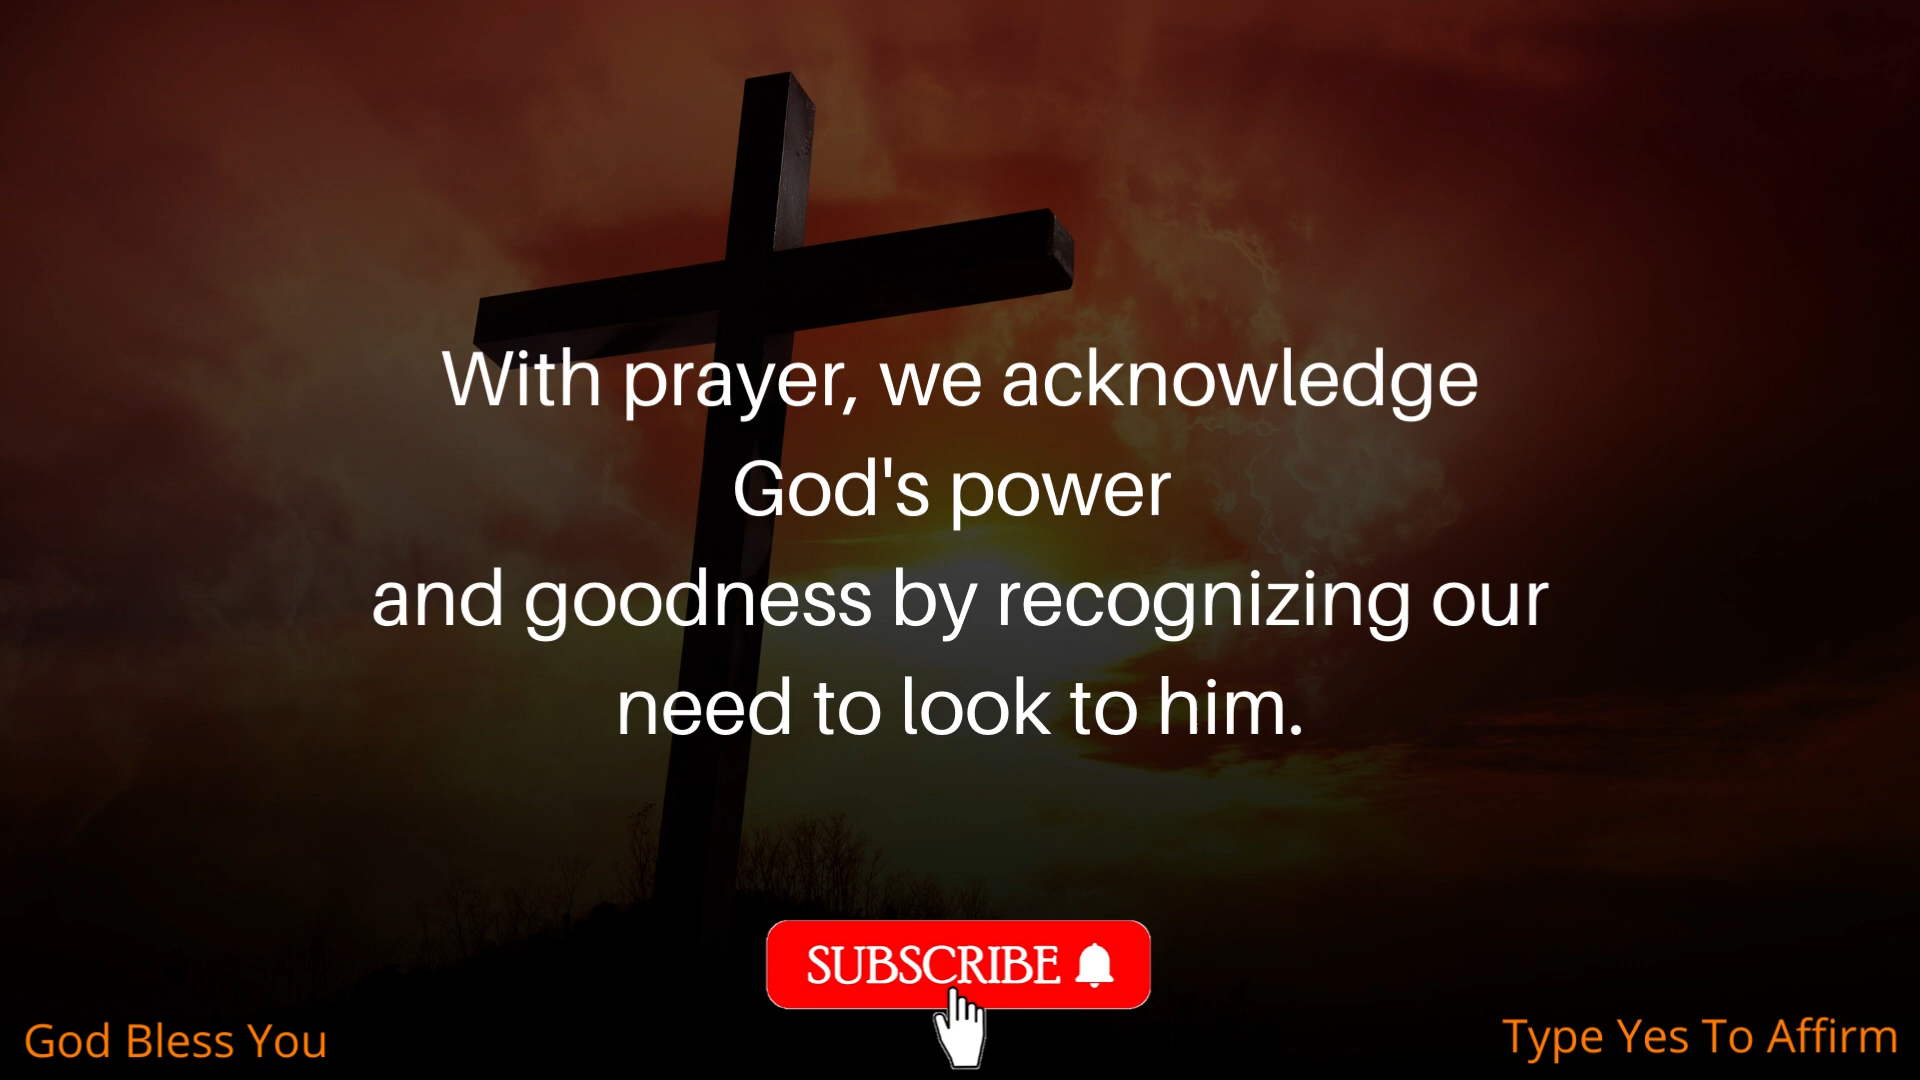 With prayer, we acknowledge
God's power
and goodness by recognizing our
need to look to him.
SUBSCRIBE
God Bless You
Type Yes To Affirm